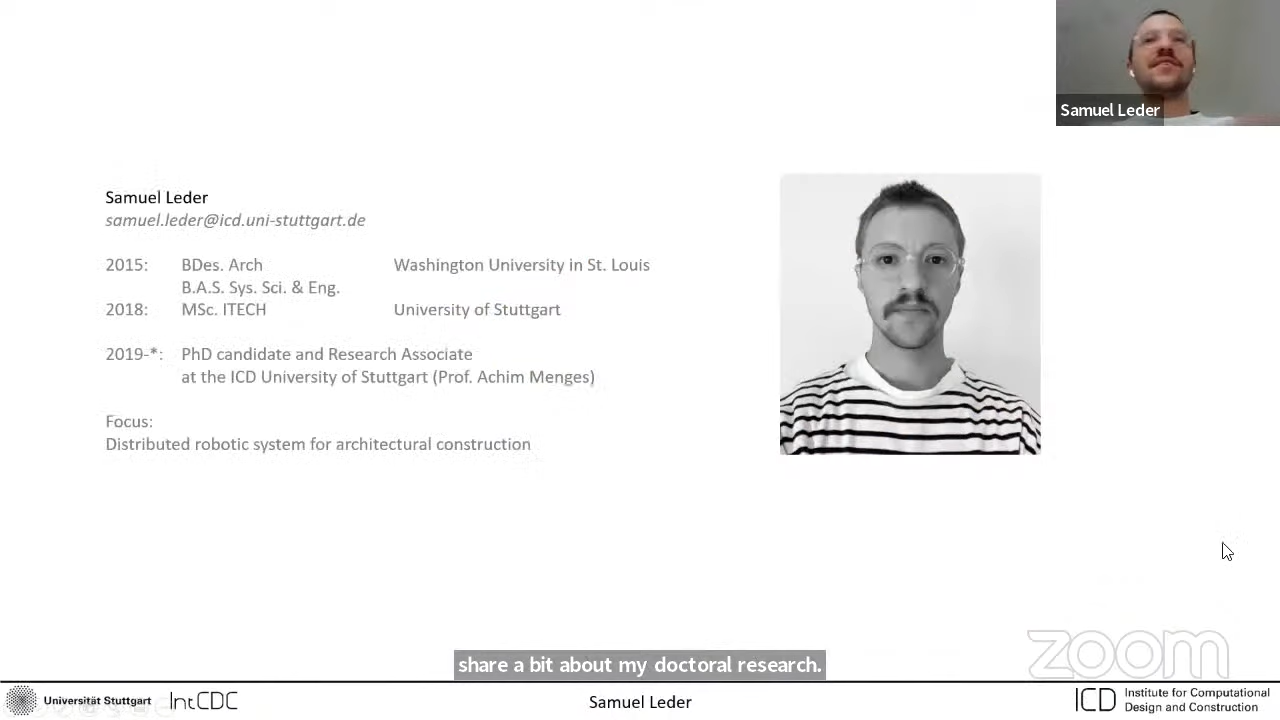 Samuel Leder
Samuel Leder
samuel.leder@icd.uni-stuttgart.de
2015: BDes. Arch Washington University in St. Louis
B.A.S. Sys. Sci. & Eng.
2018: MSc. ITECH University of Stuttgart
2019-*: PhD candidate and Research Associate
at the ICD University of Stuttgart (Prof. Achim Menges)
Focus:
Distributed robotic system for architectural construction
zoom
share a bit about my doctoral research.
Universität Stuttgart IntCDC Samuel Leder ICD Institute for Computational
Design and Construction